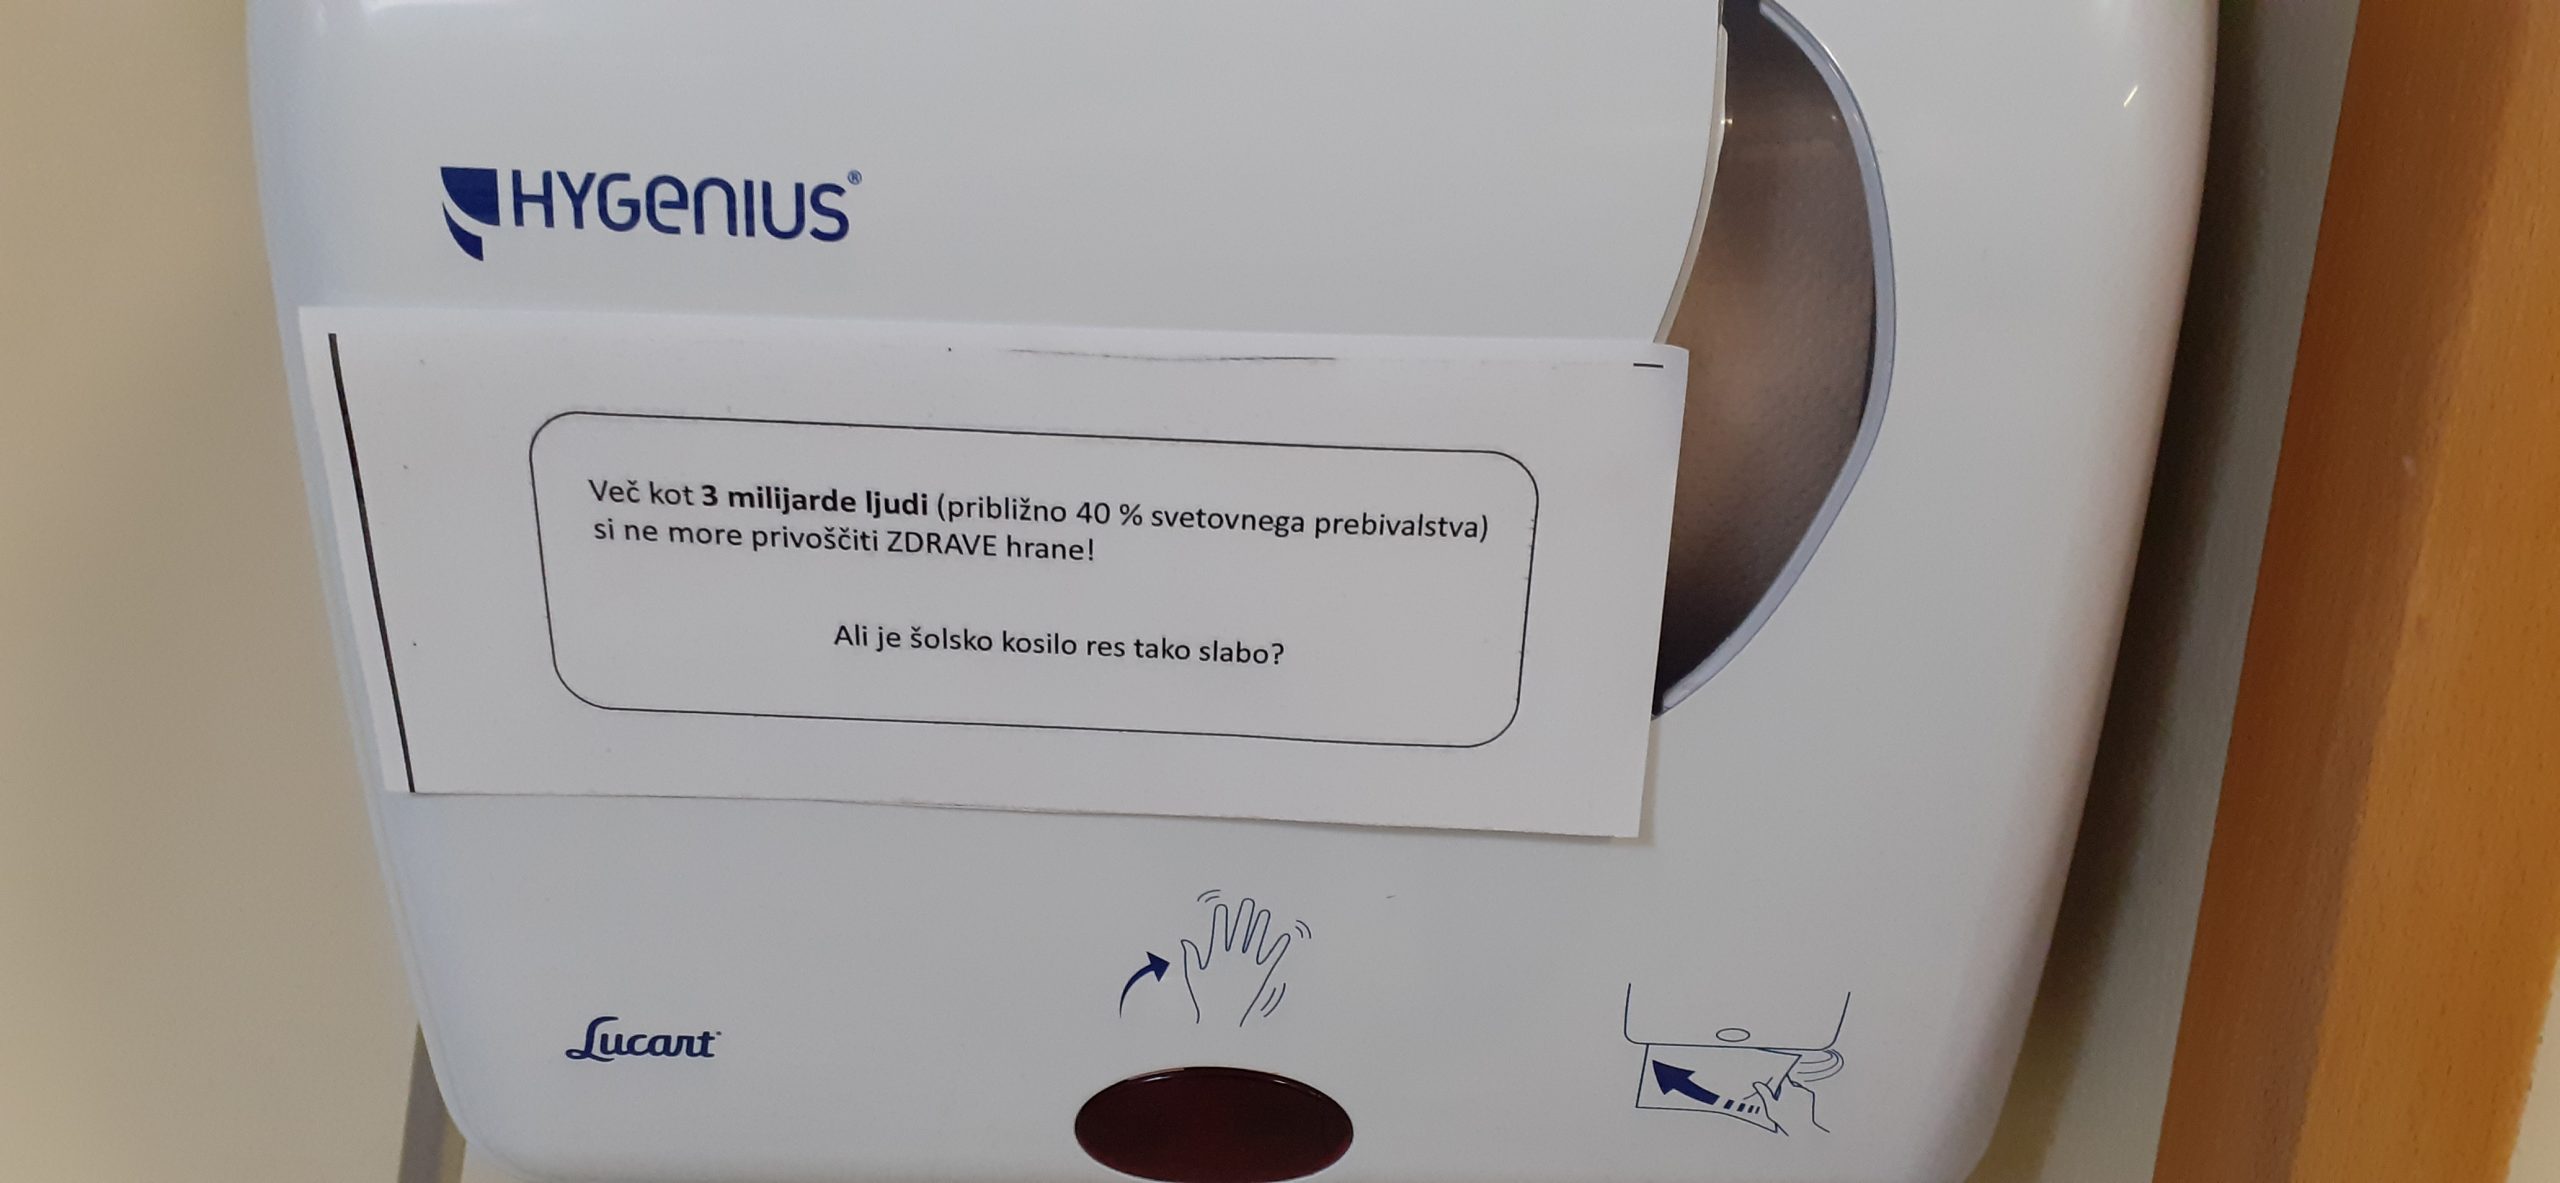 HYGENIUS®
Več kot 3 milijarde ljudi (približno 40 % svetovnega prebivalstva)
si ne more privoščiti ZDRAVE hrane!
Ali je šolsko kosilo res tako slabo?
Lucart